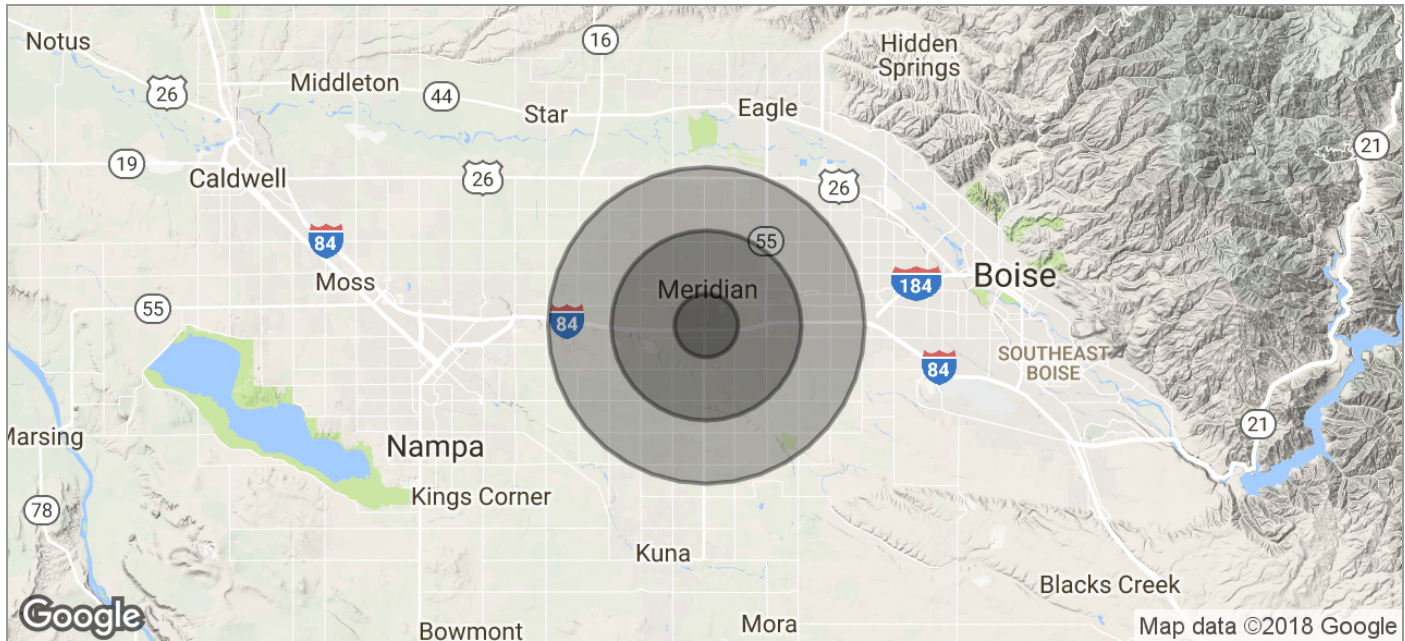 Notus
16
Hidden
Springs
Middleton
26
44
Eagle
Star
21
19
Caldwell
26
26
84
55
Boise
Moss
184
Meridian
55
84
SOUTHEAST
BOISE
84
21
Marsing
Nampa
Kings Corner
78
Kuna
Blacks Creek
Google
Bowmont
Mora
Map data ©2018 Google